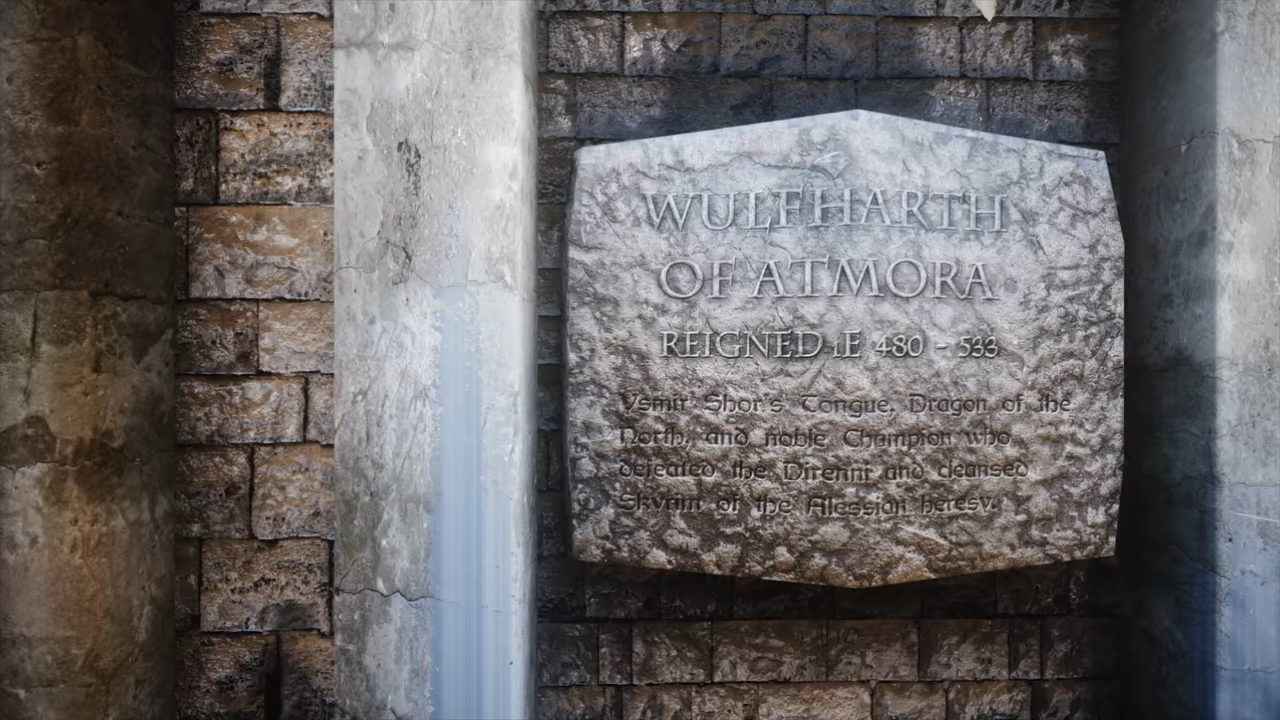 WULFHARTH
OF ATMORA
REIGNED 1E 480 - 533
Ysmir Shor's Tongue, Dragon of the
North, and noble Champion who
defeated the Direnni and cleansed
Skyrim of the Alessian heresy.